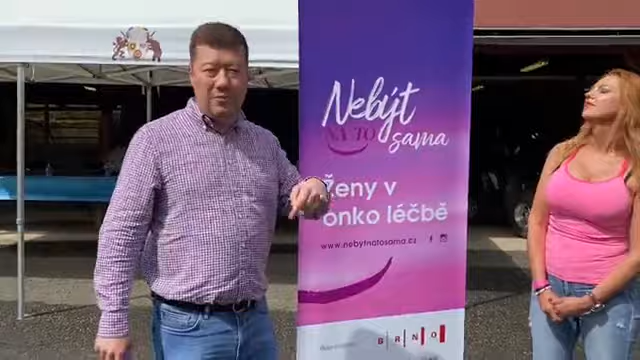 Nebýt
NA TO
sama
ženy v
onko léčbě
www.nebytnatosama.cz
BRNO